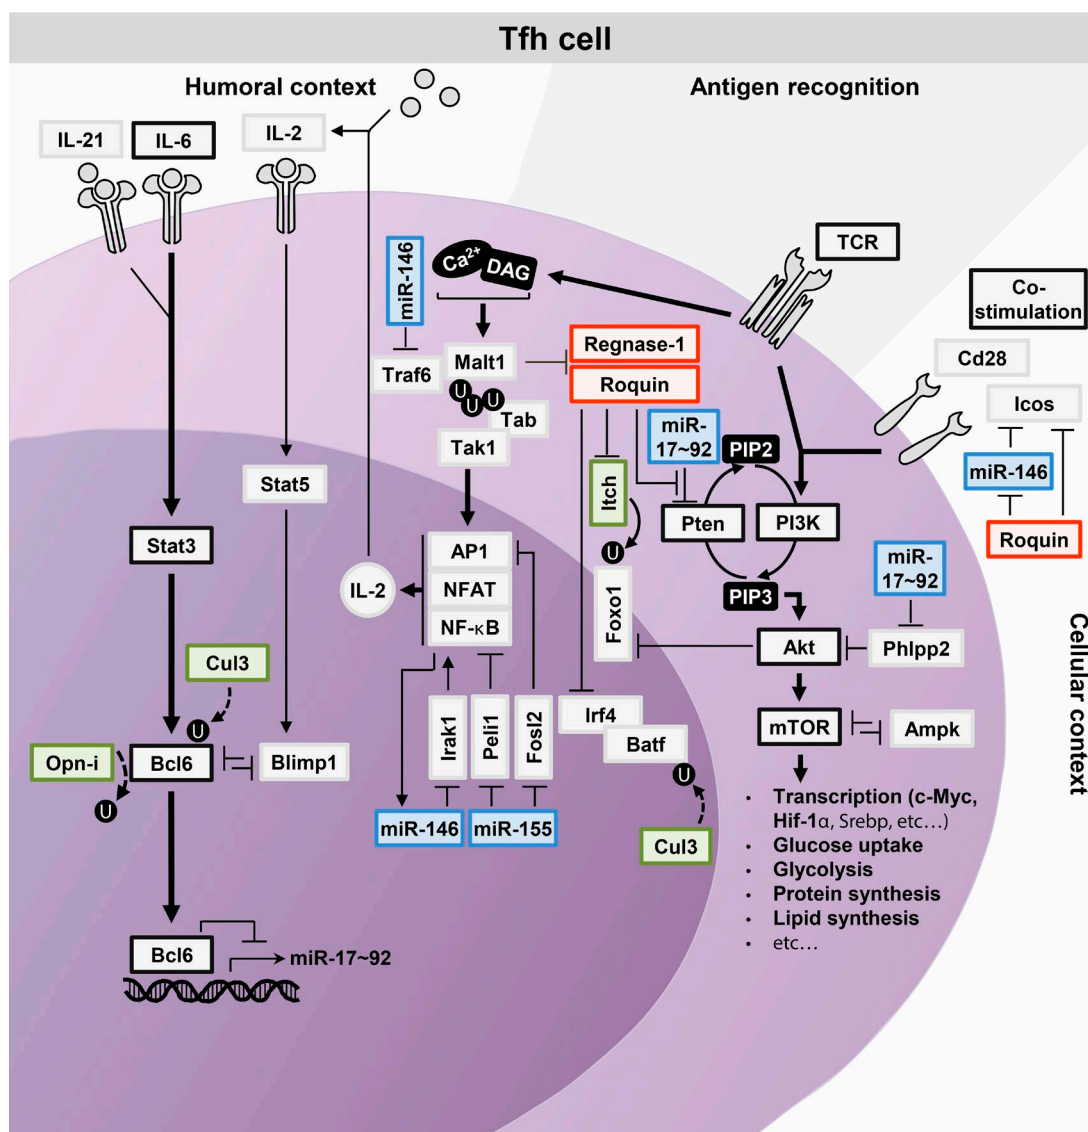 Tfh cell
Humoral context
Antigen recognition
IL-21
IL-6
IL-2
TCR
Co-
stimulation
Cd28
Icos
miR-146
Roquin
Cellular context
miR-146
Ca2+
DAG
Traf6
Malt1
U
U
U
Tab
Tak1
Regnase-1
Roquin
miR-
17~92
PIP2
Itch
Pten
PI3K
U
PIP3
Foxo1
miR-
17~92
Akt
Phlpp2
mTOR
Ampk
Stat5
Stat3
AP1
NFAT
NF-κB
IL-2
Cul3
U
Opn-i
Bcl6
Blimp1
U
Irak1
Peli1
Fosl2
Irf4
Batf
U
miR-146
miR-155
Cul3
• Transcription (c-Myc,
Hif-1α, Srebp, etc…)
• Glucose uptake
• Glycolysis
• Protein synthesis
• Lipid synthesis
• etc…
Bcl6
miR-17~92